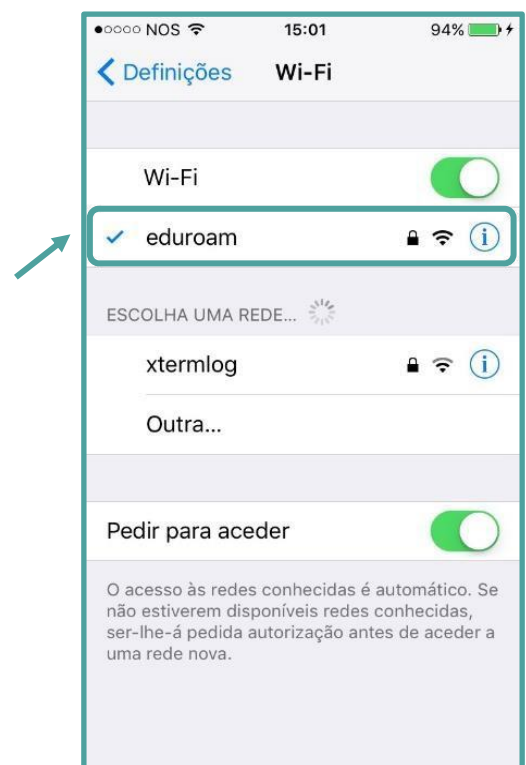 NOS 15:01 94%
Definições Wi-Fi
Wi-Fi
eduroam
ESCOLHA UMA REDE...
xtermlog
Outra...
Pedir para aceder
O acesso às redes conhecidas é automático. Se
não estiverem disponíveis redes conhecidas,
ser-lhe-á pedida autorização antes de aceder a
uma rede nova.